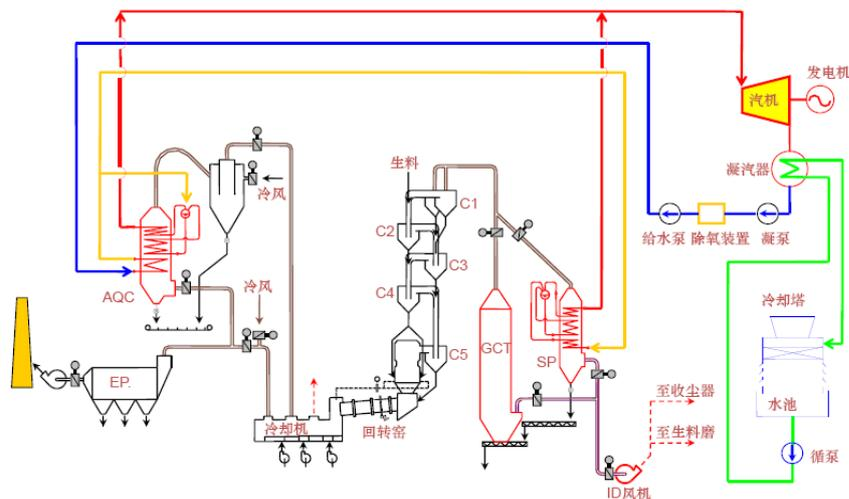 发电机
汽机
凝汽器
给水泵
除氧装置
凝泵
冷却塔
水池
循泵
生料
C1
C2
C3
C4
C5
冷风
AQC
冷风
EP.
冷却机
回转窑
GCT
SP
至收尘器
至生料磨
ID风机